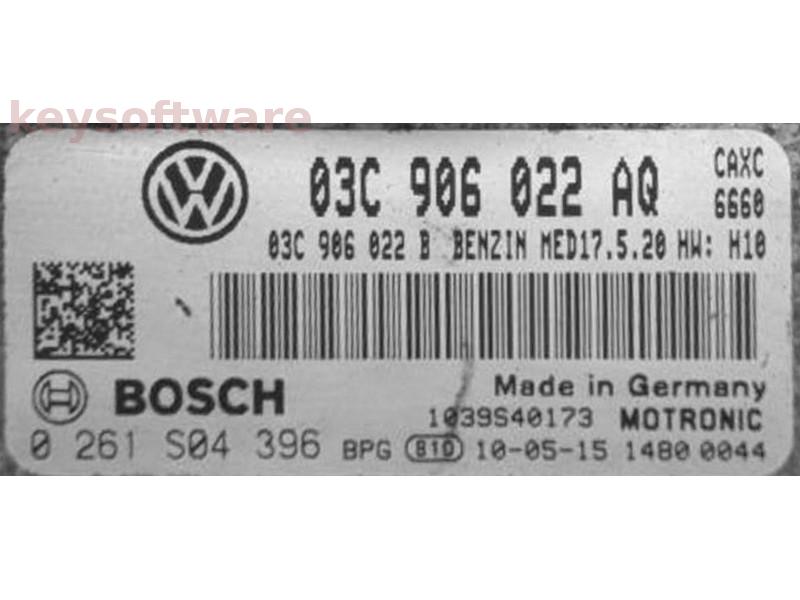 keysoftware
03C 906 022 AQ CAXC
6660
03C 906 022 B BENZIN MED17.5.20 HW: H10
BOSCH Made in Germany
1039S40173 MOTRONIC
0 261 S04 396 BPG 810 10-05-15 1480 0044